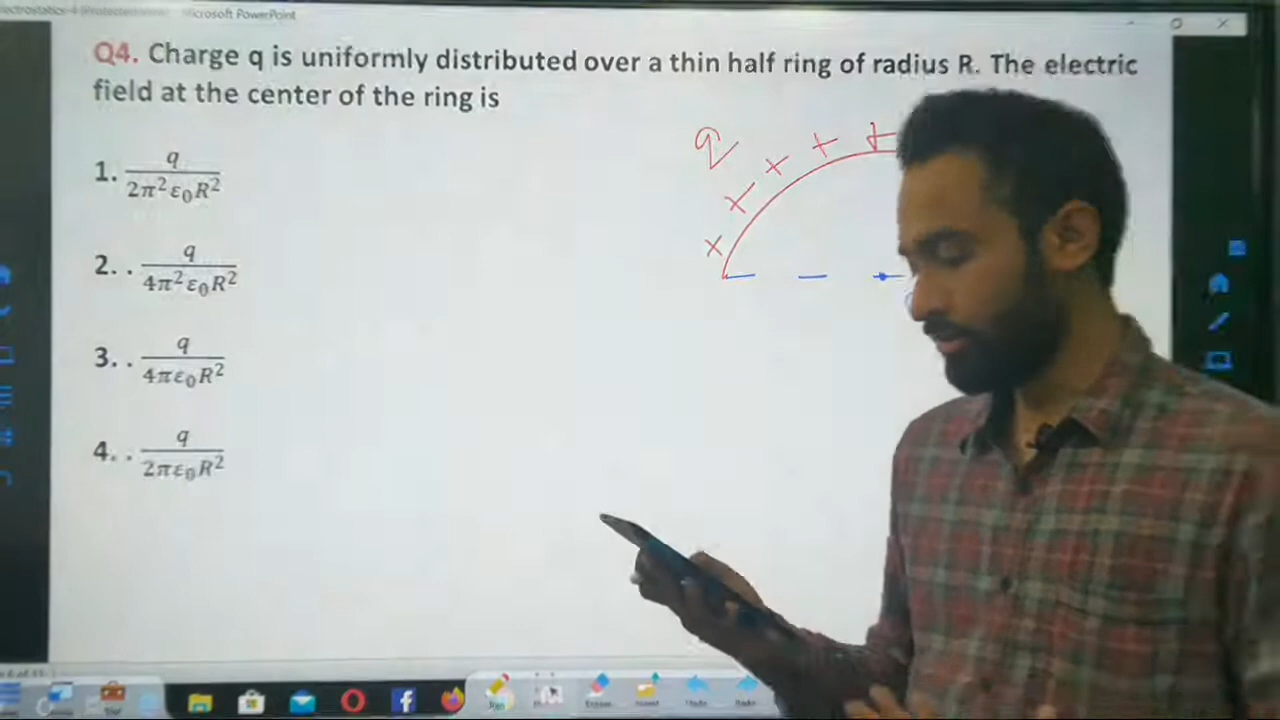 Microsoft PowerPoint
Q4. Charge q is uniformly distributed over a thin half ring of radius R. The electric
field at the center of the ring is
q
1. q/2π²ε₀R²
2. . q/4π²ε₀R²
3. . q/4πε₀R²
4. . q/2πε₀R²